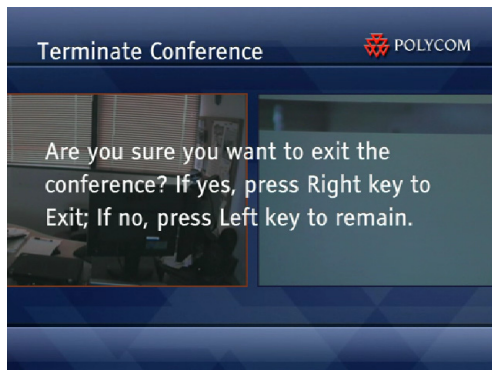 Terminate Conference
POLYCOM
Are you sure you want to exit the
conference? If yes, press Right key to
Exit; If no, press Left key to remain.